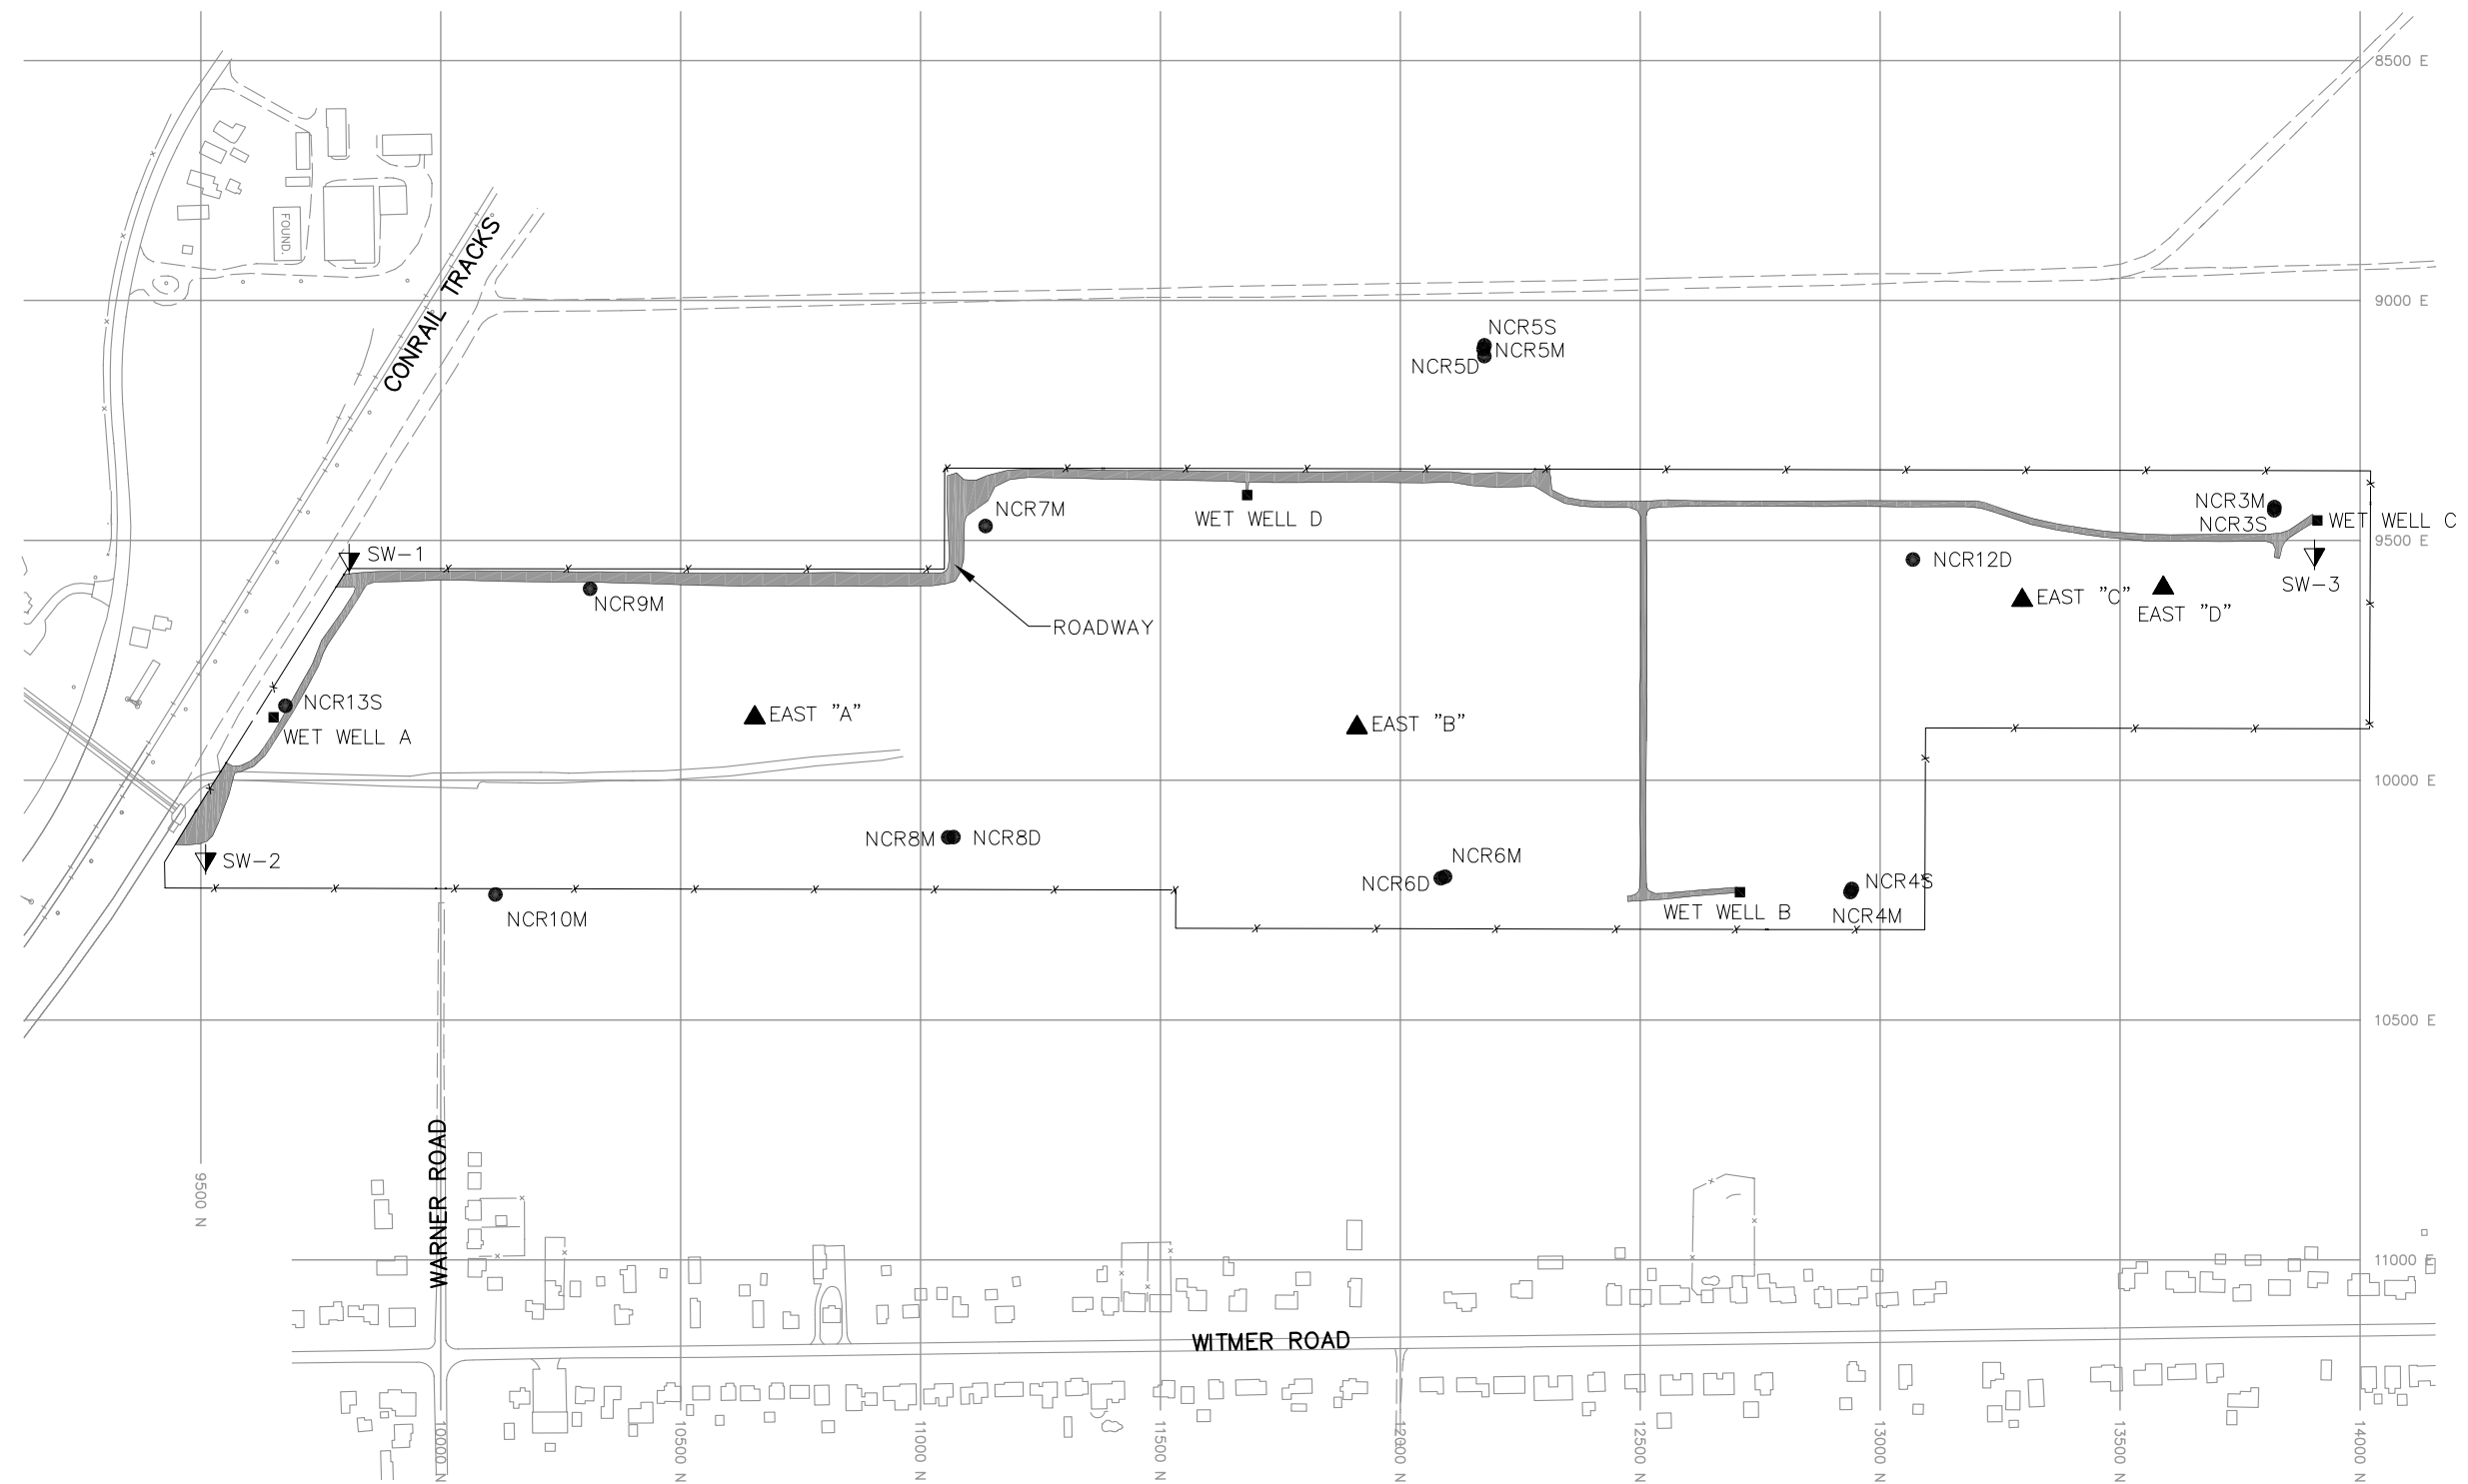 8500 E
FOUND.
CONRAIL TRACKS
9000 E
NCR5S
NCR5M
NCR5D
NCR7M
WET WELL D
NCR3M
NCR3S
WET WELL C
9500 E
SW-1
NCR12D
SW-3
NCR9M
EAST "C"
EAST "D"
ROADWAY
NCR13S
WET WELL A
EAST "A"
EAST "B"
10000 E
NCR8M
NCR8D
SW-2
NCR6M
NCR6D
NCR4S
NCR4M
WET WELL B
NCR10M
10500 E
9500 N
WARNER ROAD
11000 E
WITMER ROAD
10000 N
10500 N
11000 N
11500 N
12000 N
12500 N
13000 N
13500 N
14000 N